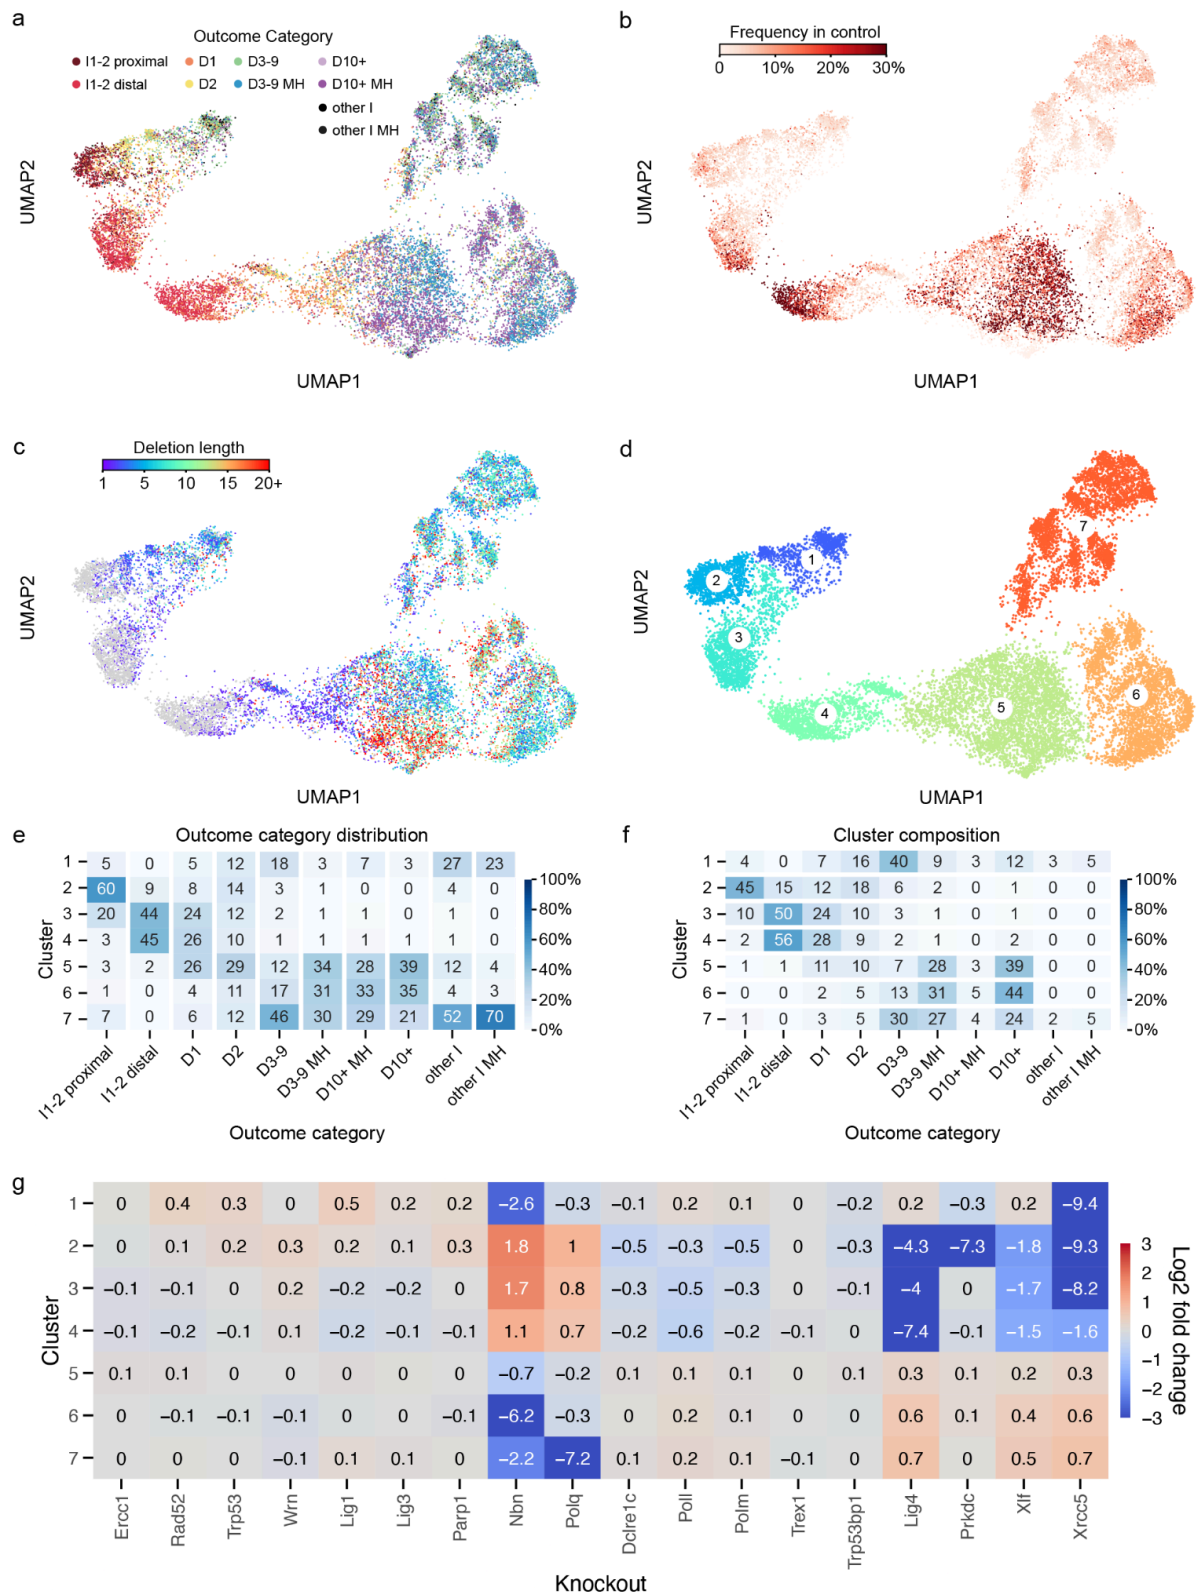 a
Outcome Category
I1-2 proximal D1 D3-9 D10+
I1-2 distal D2 D3-9 MH D10+ MH
other I
other I MH
UMAP2
UMAP1
b
Frequency in control
0 10% 20% 30%
UMAP2
UMAP1
c
Deletion length
1 5 10 15 20+
UMAP2
UMAP1
d
1
2
3
4
5
6
7
UMAP2
UMAP1
e
Outcome category distribution
1 5 0 5 12 18 3 7 3 27 23
2 60 9 8 14 3 1 0 0 4 0
3 20 44 24 12 2 1 1 0 1 0
4 3 45 26 10 1 1 1 1 1 0
5 3 2 26 29 12 34 28 39 12 4
6 1 0 4 11 17 31 33 35 4 3
7 7 0 6 12 46 30 29 21 52 70
Cluster
100%
80%
60%
40%
20%
0%
I1-2 proximal I1-2 distal D1 D2 D3-9 D3-9 MH D10+ MH D10+ other I other I MH
Outcome category
f
Cluster composition
1 4 0 7 16 40 9 3 12 3 5
2 45 15 12 18 6 2 0 1 0 0
3 10 50 24 10 3 1 0 1 0 0
4 2 56 28 9 2 1 0 2 0 0
5 1 1 11 10 7 28 3 39 0 0
6 0 0 2 5 13 31 5 44 0 0
7 1 0 3 5 30 27 4 24 2 5
Cluster
100%
80%
60%
40%
20%
0%
I1-2 proximal I1-2 distal D1 D2 D3-9 D3-9 MH D10+ MH D10+ other I other I MH
Outcome category
g
1 0 0.4 0.3 0 0.5 0.2 0.2 −2.6 −0.3 −0.1 0.2 0.1 0 −0.2 0.2 −0.3 0.2 −9.4
2 0 0.1 0.2 0.3 0.2 0.1 0.3 1.8 1 −0.5 −0.3 −0.5 0 −0.3 −4.3 −7.3 −1.8 −9.3
3 −0.1 −0.1 0 0.2 −0.2 −0.2 0 1.7 0.8 −0.3 −0.5 −0.3 0 −0.1 −4 0 −1.7 −8.2
4 −0.1 −0.2 −0.1 0.1 −0.2 −0.1 −0.1 1.1 0.7 −0.2 −0.6 −0.2 −0.1 0 −7.4 −0.1 −1.5 −1.6
5 0.1 0.1 0 0 0 0 0 −0.7 −0.2 0.1 0.1 0.1 0 0.1 0.3 0.1 0.2 0.3
6 0 −0.1 −0.1 −0.1 0 0 −0.1 −6.2 −0.3 0 0.2 0.1 0 0 0.6 0.1 0.4 0.6
7 0 0 0 −0.1 0.1 0.1 0 −2.2 −7.2 0.1 0.2 0.1 −0.1 0 0.7 0 0.5 0.7
Cluster
3
2
1
0
−1
−2
−3
Log2 fold change
Ercc1 Rad52 Trp53 Wrn Lig1 Lig3 Parp1 Nbn Polq Dclre1c Poll Polm Trex1 Trp53bp1 Lig4 Prkdc Xlf Xrcc5
Knockout